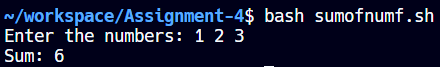 ~/workspace/Assignment-4$ bash sumofnumf.sh
Enter the numbers: 1 2 3
Sum: 6